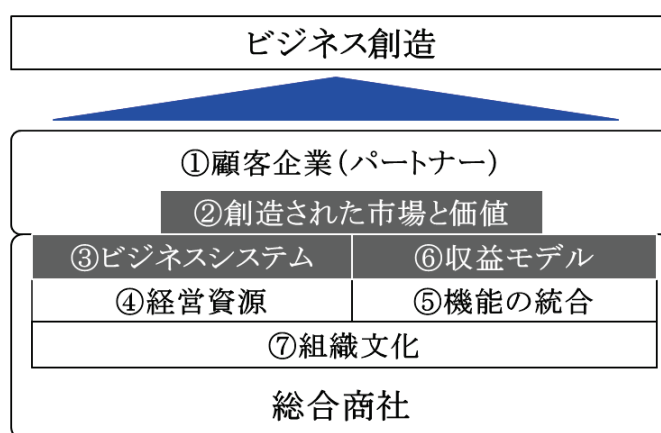 ビジネス創造
①顧客企業(パートナー)
②創造された市場と価値
③ビジネスシステム
⑥収益モデル
④経営資源
⑤機能の統合
⑦組織文化
総合商社